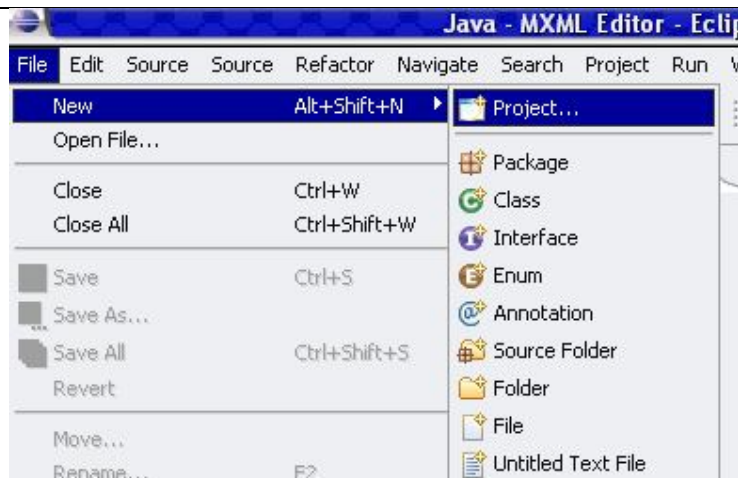 Java - MXML Editor - Ecli
File Edit Source Source Refactor Navigate Search Project Run
New Alt+Shift+N
Open File...
Close Ctrl+W
Close All Ctrl+Shift+W
Save Ctrl+S
Save As...
Save All Ctrl+Shift+S
Revert
Move...
Rename... F2
Project...
Package
Class
Interface
Enum
Annotation
Source Folder
Folder
File
Untitled Text File